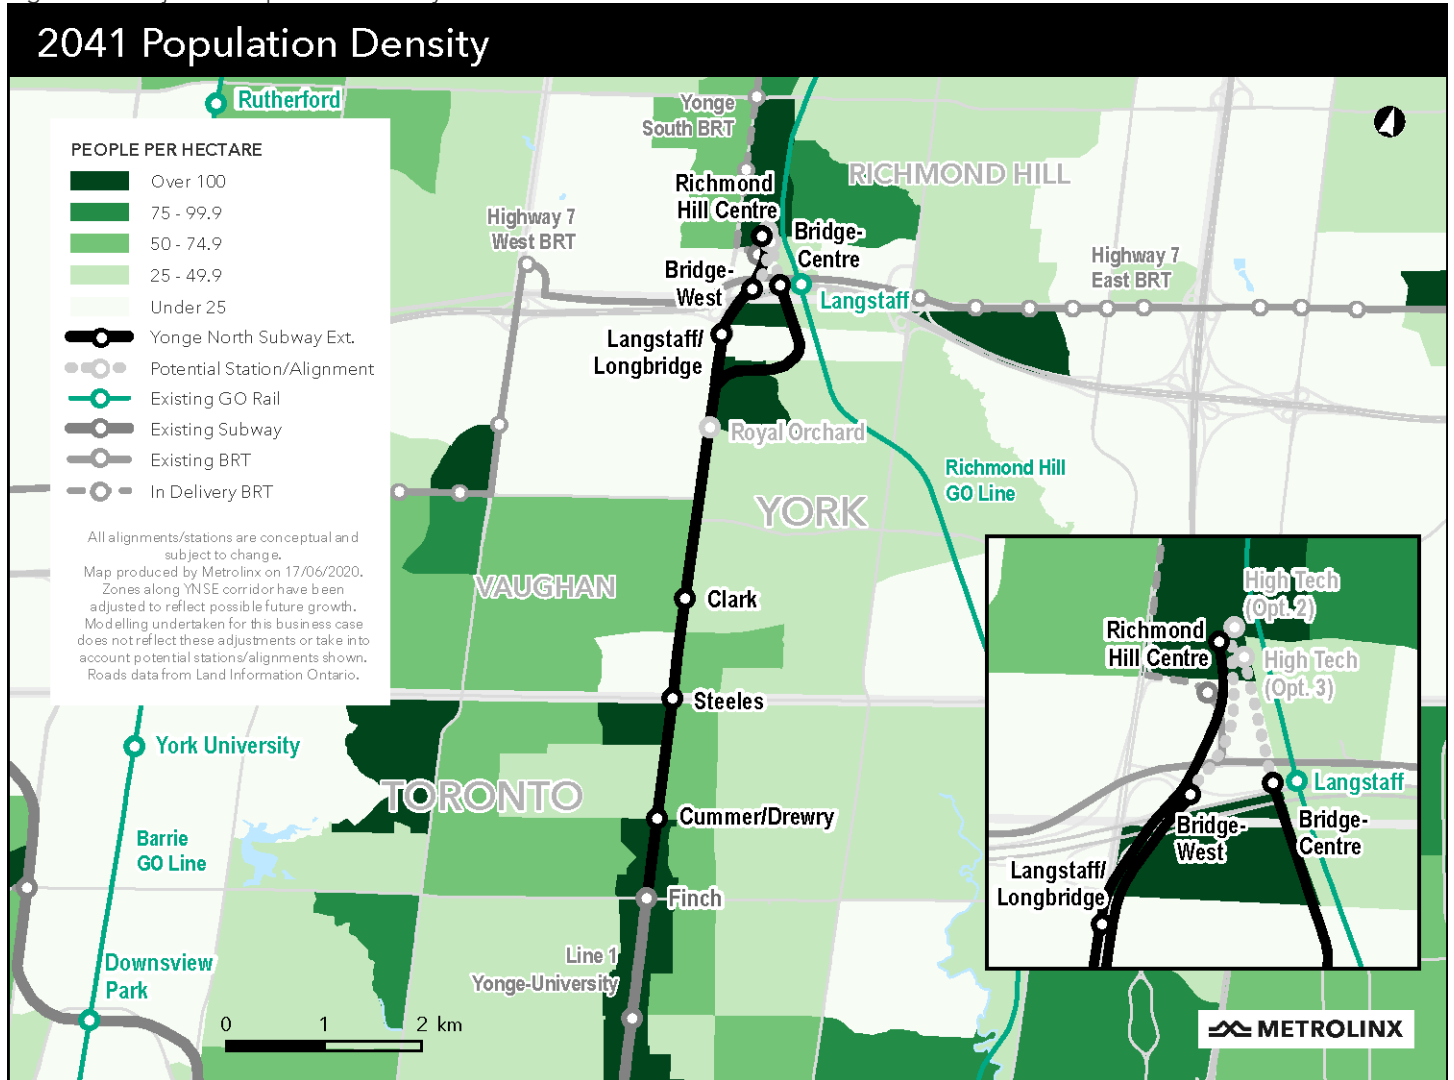 2041 Population Density
Rutherford
Yonge
South BRT
RICHMOND HILL
PEOPLE PER HECTARE
Over 100
75 - 99.9
50 - 74.9
25 - 49.9
Under 25
Yonge North Subway Ext.
Potential Station/Alignment
Existing GO Rail
Existing Subway
Existing BRT
In Delivery BRT
All alignments/stations are conceptual and
subject to change.
Map produced by Metrolinx on 17/06/2020.
Zones along YNSE corridor have been
adjusted to reflect possible future growth.
Modelling undertaken for this business case
does not reflect these adjustments or take into
account potential stations/alignments shown.
Roads data from Land Information Ontario.
Richmond
Hill Centre
Highway 7
West BRT
Bridge-
Centre
Highway 7
East BRT
Bridge-
West
Langstaff
Langstaff/
Longbridge
Royal Orchard
Richmond Hill
GO Line
YORK
VAUGHAN
Clark
Steeles
York University
TORONTO
Cummer/Drewry
Barrie
GO Line
Finch
Line 1
Yonge-University
Downsview
Park
0 1 2 km
High Tech
(Opt. 2)
Richmond
Hill Centre
High Tech
(Opt. 3)
Langstaff
Bridge-
West
Bridge-
Centre
Langstaff/
Longbridge
METROLINX